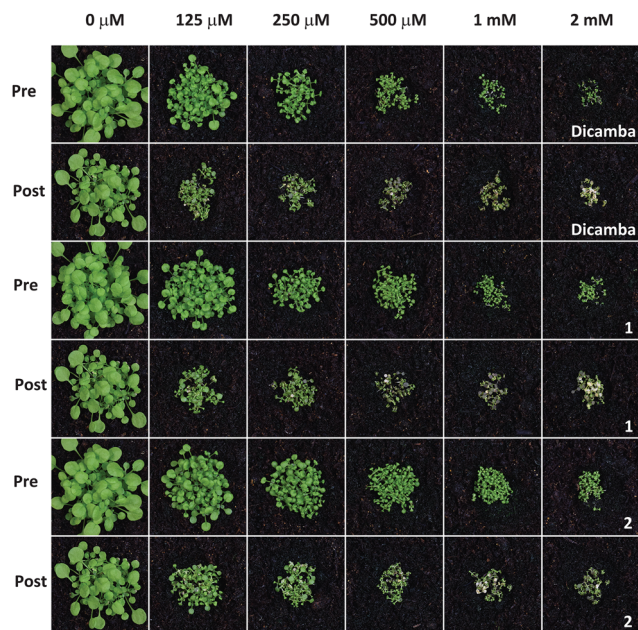 0 μM 125 μM 250 μM 500 μM 1 mM 2 mM
Pre
Dicamba
Post
Dicamba
Pre
1
Post
1
Pre
2
Post
2